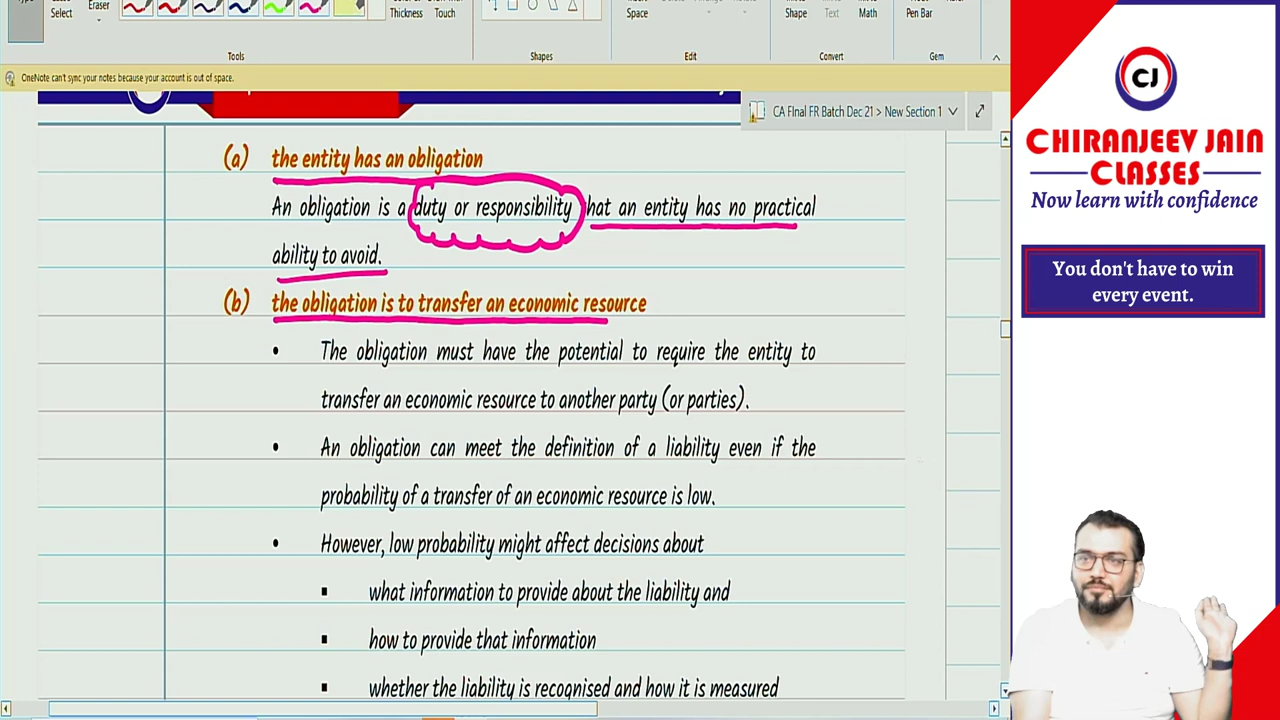 Type
Select
Eraser
Thickness
Touch
Space
Shape
Text
Math
Pen Bar
Tools
Shapes
Edit
Convert
Gem
OneNote can't sync your notes because your account is out of space.
CA FInal FR Batch Dec 21 > New Section 1
(a) the entity has an obligation
An obligation is a duty or responsibility hat an entity has no practical
ability to avoid.
(b) the obligation is to transfer an economic resource
• The obligation must have the potential to require the entity to
transfer an economic resource to another party (or parties).
• An obligation can meet the definition of a liability even if the
probability of a transfer of an economic resource is low.
• However, low probability might affect decisions about
▪ what information to provide about the liability and
▪ how to provide that information
▪ whether the liability is recognised and how it is measured
CJ
CHIRANJEEV JAIN
CLASSES
Now learn with confidence
You don't have to win
every event.